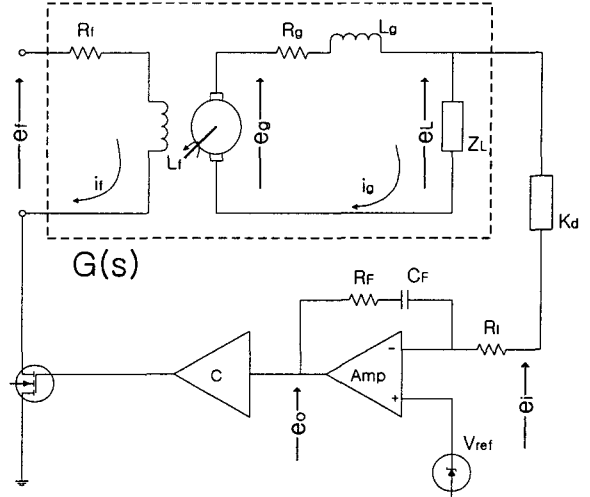 Rf
Rg
Lg
ef
Lf
eg
eL
ZL
if
ig
Kd
G(s)
RF
CF
RI
C
Amp
-
+
eo
ei
Vref